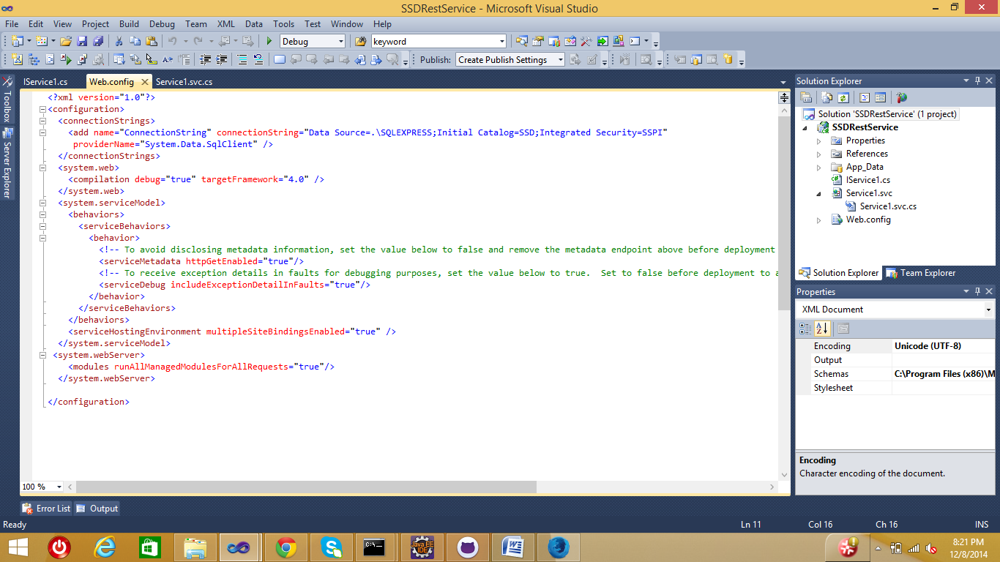 SSDRestService - Microsoft Visual Studio
File Edit View Project Build Debug Team XML Data Tools Test Window Help
Debug keyword
Publish: Create Publish Settings
Toolbox
Server Explorer
IService1.cs Web.config Service1.svc.cs
<?xml version="1.0"?>
<configuration>
<connectionStrings>
<add name="ConnectionString" connectionString="Data Source=.\SQLEXPRESS;Initial Catalog=SSD;Integrated Security=SSPI"
providerName="System.Data.SqlClient" />
</connectionStrings>
<system.web>
<compilation debug="true" targetFramework="4.0" />
</system.web>
<system.serviceModel>
<behaviors>
<serviceBehaviors>
<behavior>
<!-- To avoid disclosing metadata information, set the value below to false and remove the metadata endpoint above before deployment
<serviceMetadata httpGetEnabled="true"/>
<!-- To receive exception details in faults for debugging purposes, set the value below to true.  Set to false before deployment to a
<serviceDebug includeExceptionDetailInFaults="true"/>
</behavior>
</serviceBehaviors>
</behaviors>
<serviceHostingEnvironment multipleSiteBindingsEnabled="true" />
</system.serviceModel>
<system.webServer>
<modules runAllManagedModulesForAllRequests="true"/>
</system.webServer>
</configuration>
100 %
Error List Output
Solution Explorer
Solution 'SSDRestService' (1 project)
SSDRestService
Properties
References
App_Data
IService1.cs
Service1.svc
Service1.svc.cs
Web.config
Solution Explorer Team Explorer
Properties
XML Document
Encoding Unicode (UTF-8)
Output
Schemas C:\Program Files (x86)\M
Stylesheet
Encoding
Character encoding of the document.
Ready Ln 11 Col 16 Ch 16 INS
C:\
Java EE
IDE
8:21 PM
12/8/2014